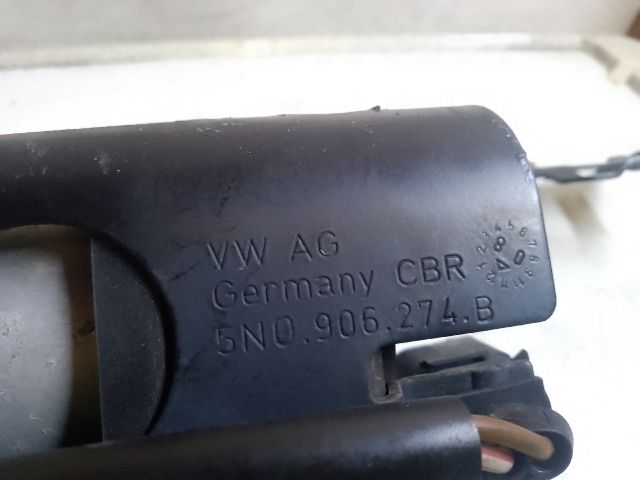 VW AG
Germany CBR
5N0.906.274.B